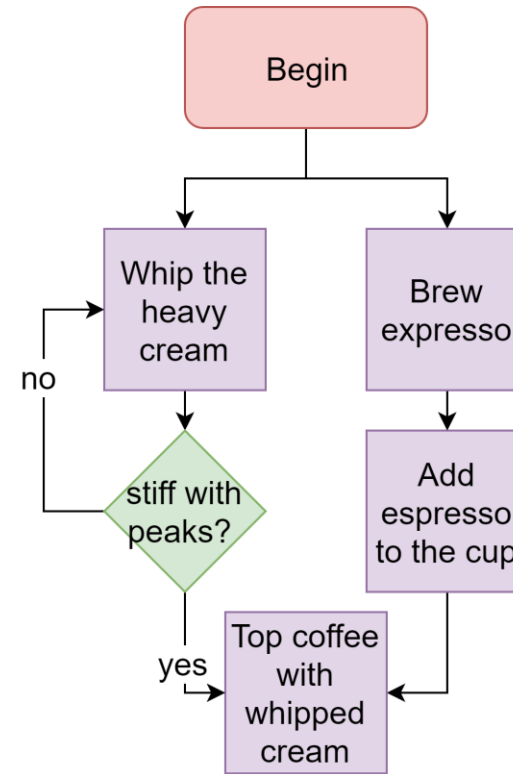 Begin
Whip the
heavy
cream
Brew
expresso
no
stiff with
peaks?
Add
espresso
to the cup
yes
Top coffee
with
whipped
cream